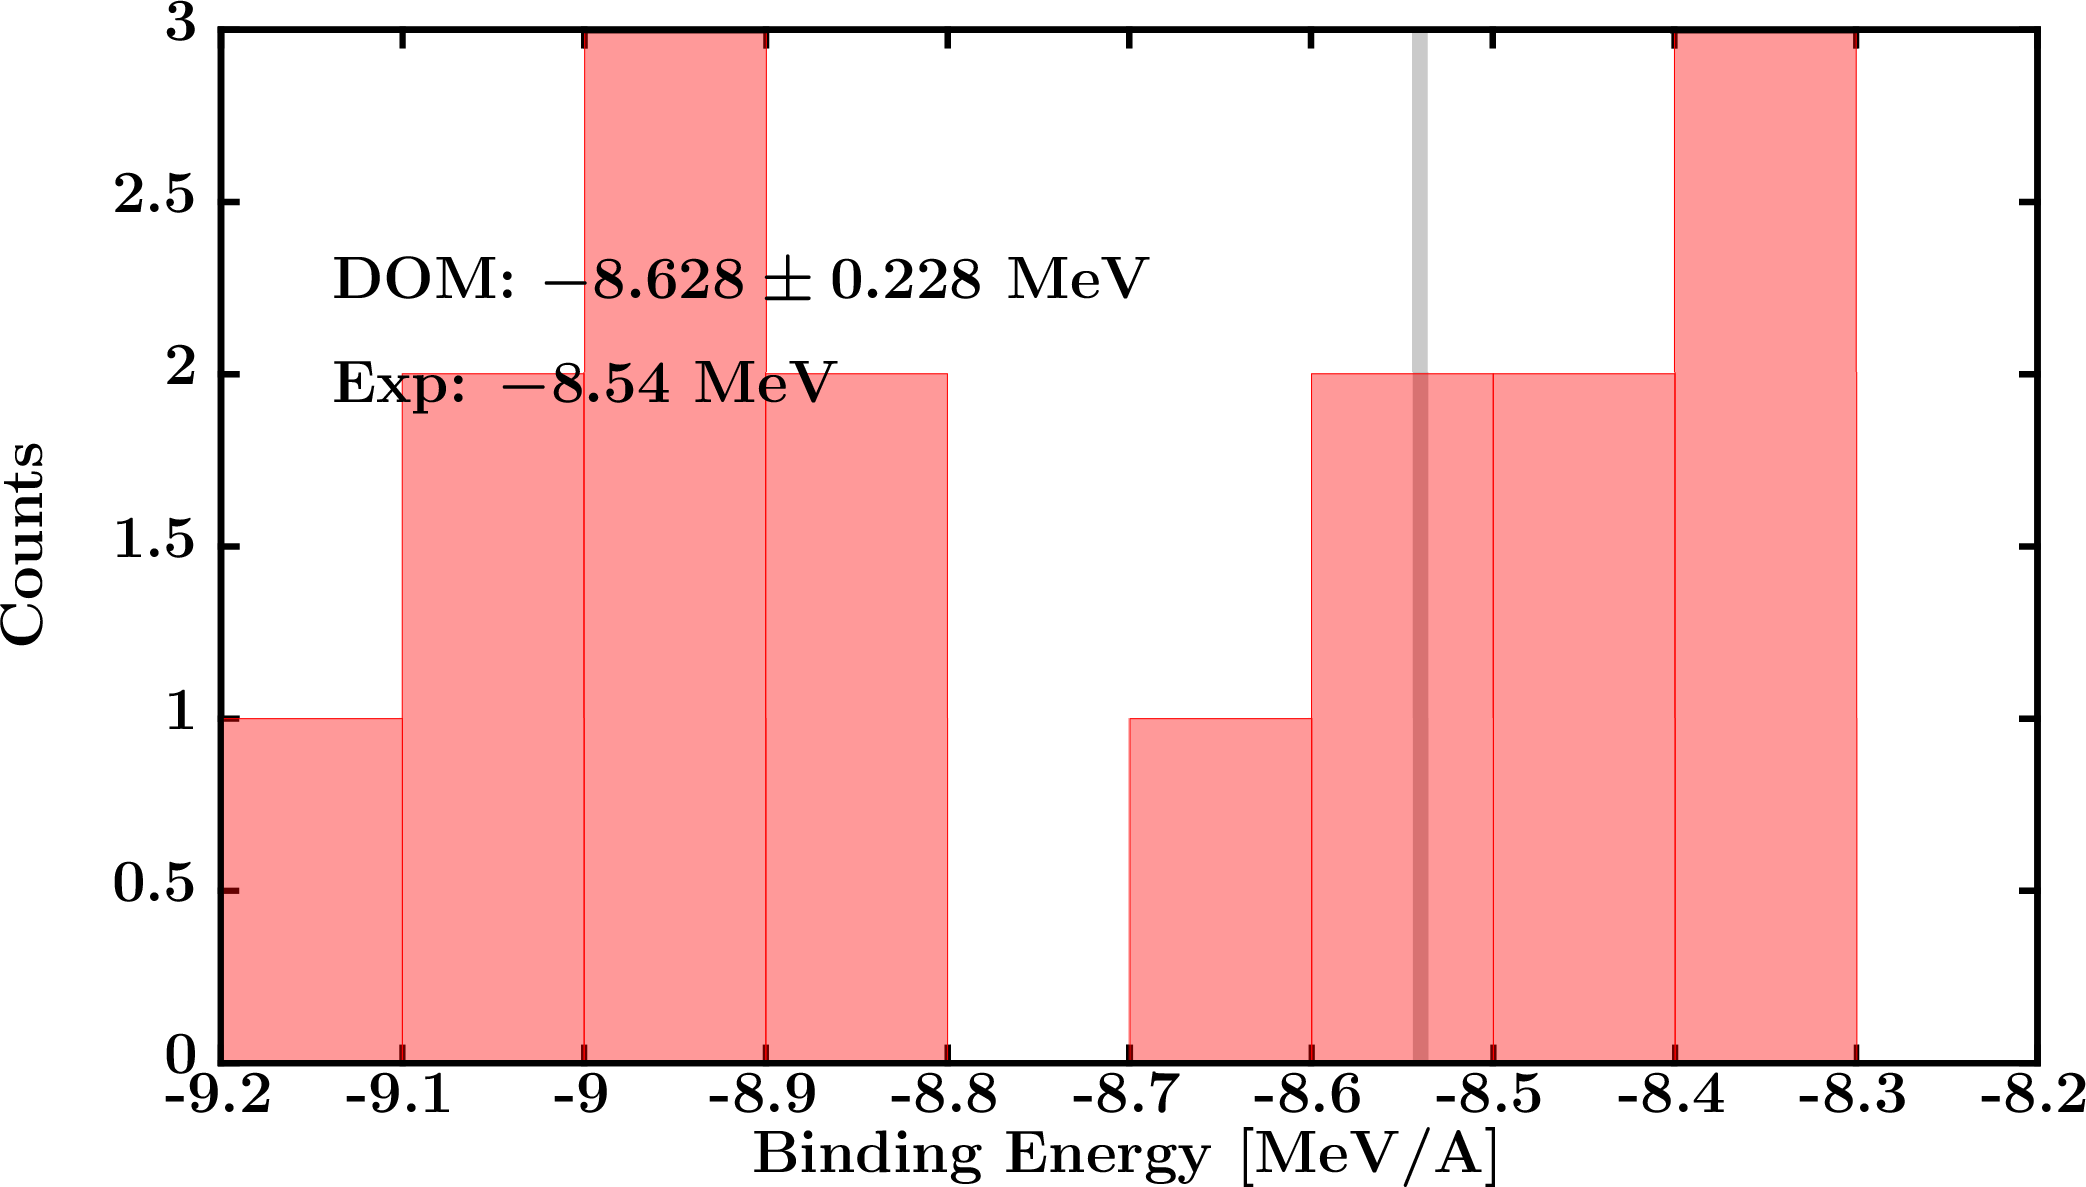 3
2.5
DOM: −8.628 ± 0.228 MeV
2
Exp: −8.54 MeV
Counts
1.5
1
0.5
0
-9.2 -9.1 -9 -8.9 -8.8 -8.7 -8.6 -8.5 -8.4 -8.3 -8.2
Binding Energy [MeV/A]